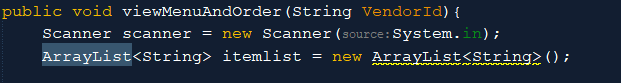 public void viewMenuAndOrder(String VendorId){
Scanner scanner = new Scanner(source:System.in);
ArrayList<String> itemlist = new ArrayList<String>();